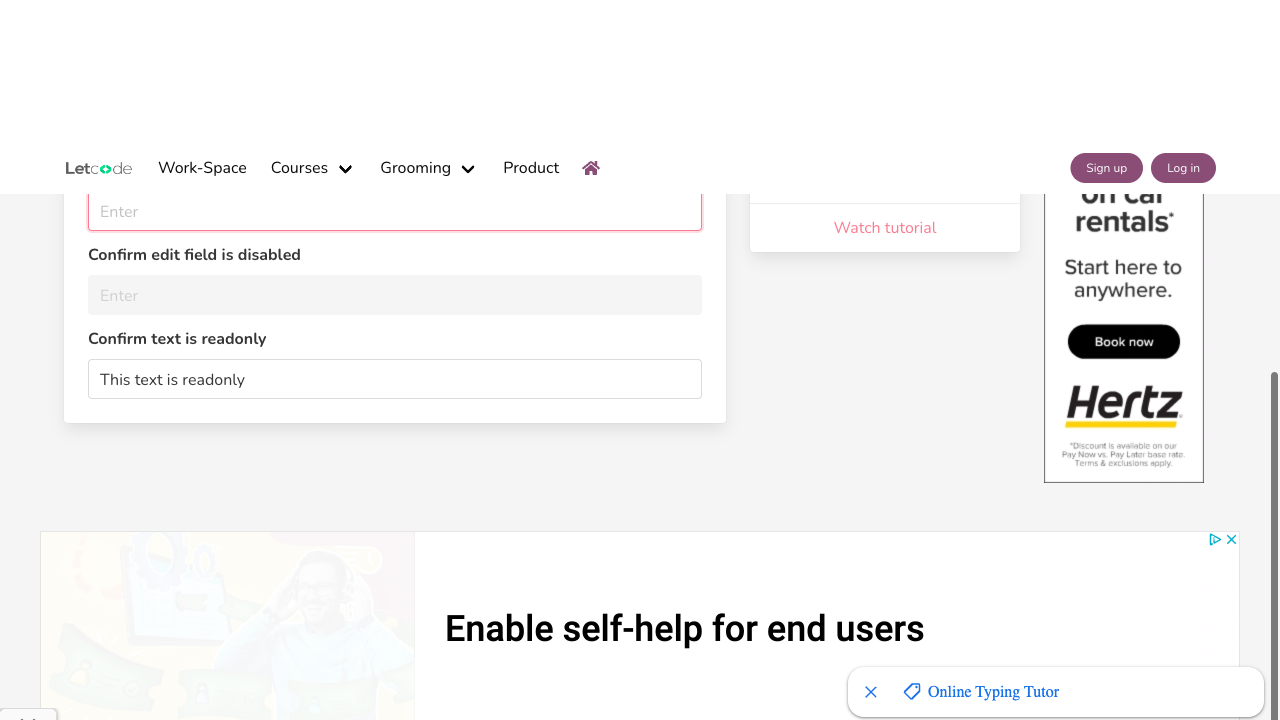 Letcode Work-Space Courses Grooming Product Sign up Log in
Enter
Confirm edit field is disabled
Enter
Confirm text is readonly
This text is readonly
Watch tutorial
on car
rentals*
Start here to
anywhere.
Book now
Hertz
*Discount is available on our
Pay Now vs. Pay Later base rate.
Terms & exclusions apply.
Enable self-help for end users
Online Typing Tutor